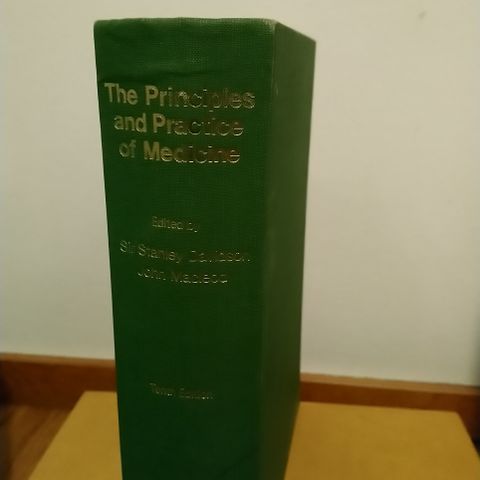 The Principles
and Practice
of Medicine
Edited by
Sir Stanley Davidson
John Macleod
Tenth Edition